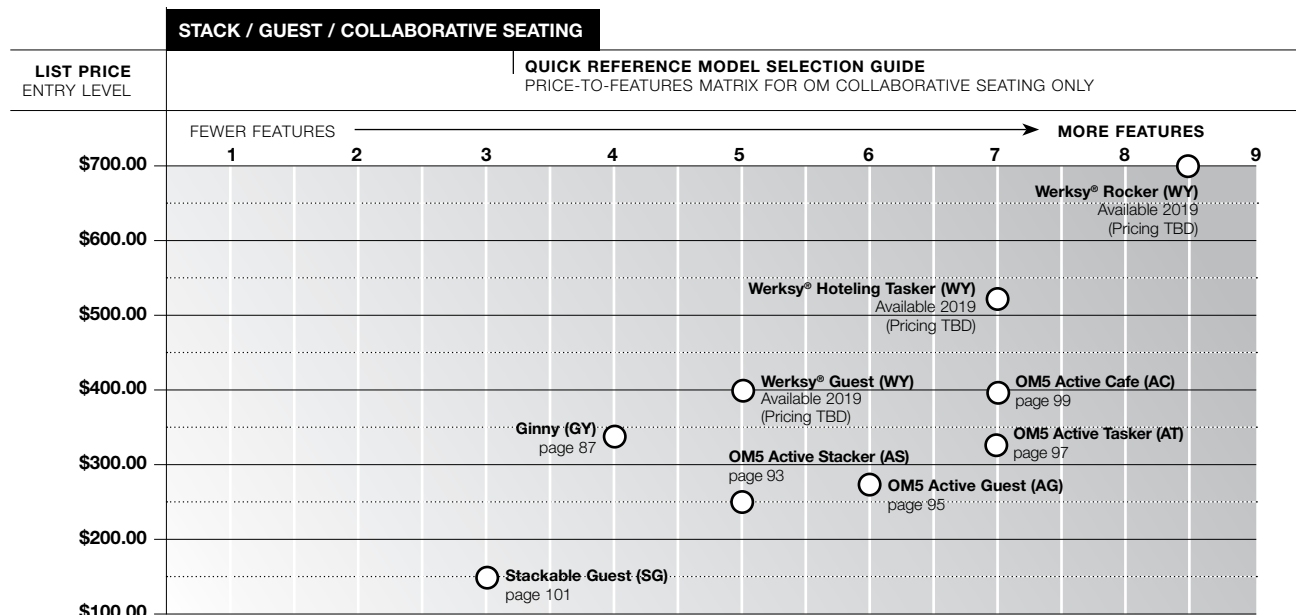 STACK / GUEST / COLLABORATIVE SEATING
LIST PRICE
ENTRY LEVEL
QUICK REFERENCE MODEL SELECTION GUIDE
PRICE-TO-FEATURES MATRIX FOR OM COLLABORATIVE SEATING ONLY
FEWER FEATURES
MORE FEATURES
1 2 3 4 5 6 7 8 9
$700.00
Werksy® Rocker (WY)
Available 2019
(Pricing TBD)
$600.00
Werksy® Hoteling Tasker (WY)
Available 2019
(Pricing TBD)
$500.00
$400.00
Werksy® Guest (WY)
Available 2019
(Pricing TBD)
OM5 Active Cafe (AC)
page 99
Ginny (GY)
page 87
OM5 Active Tasker (AT)
page 97
$300.00
OM5 Active Stacker (AS)
page 93
OM5 Active Guest (AG)
page 95
$200.00
Stackable Guest (SG)
page 101
$100.00